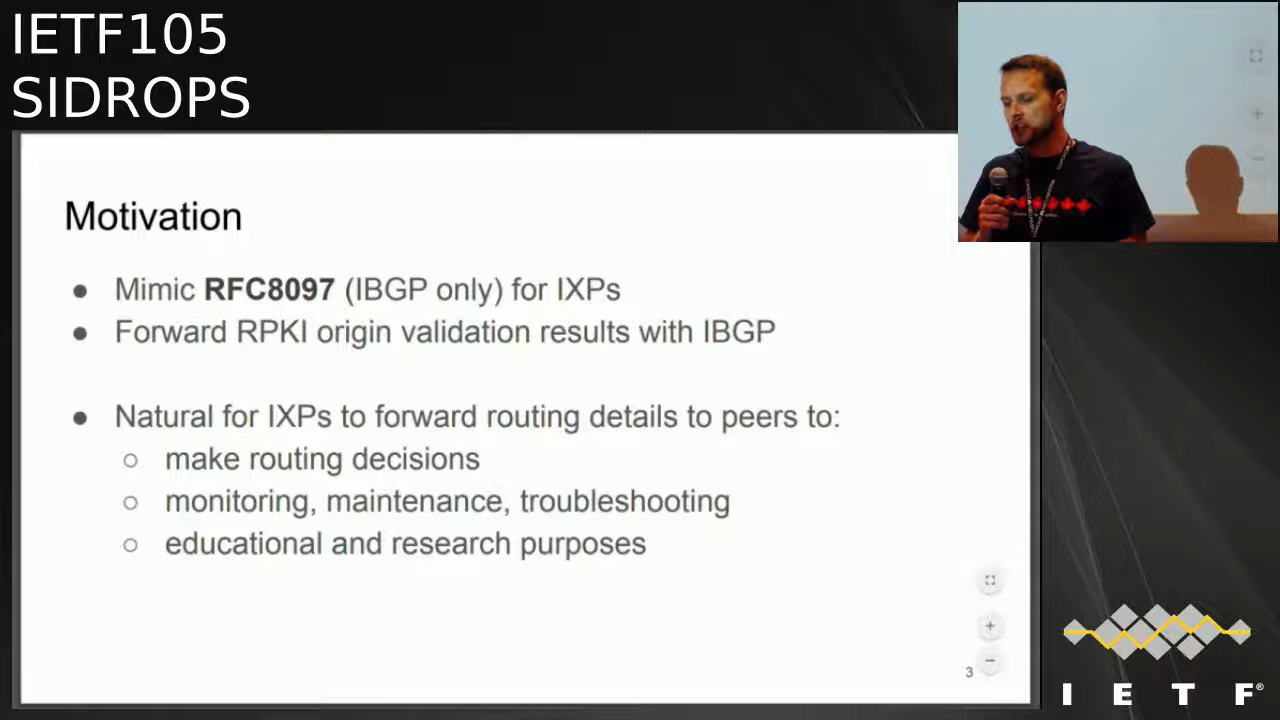 IETF105
SIDROPS
Motivation
● Mimic RFC8097 (IBGP only) for IXPs
● Forward RPKI origin validation results with IBGP
● Natural for IXPs to forward routing details to peers to:
○ make routing decisions
○ monitoring, maintenance, troubleshooting
○ educational and research purposes
3
I E T F®